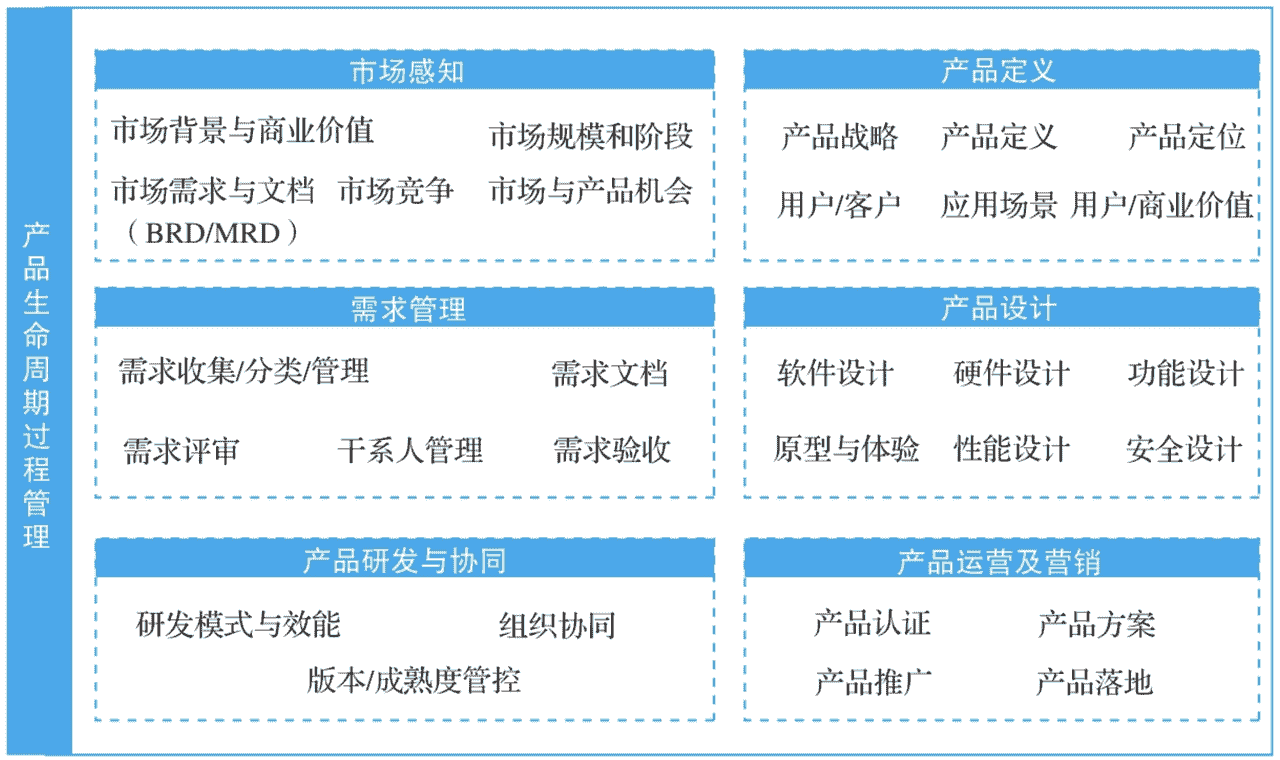 产品生命周期过程管理
市场感知
市场背景与商业价值 市场规模和阶段
市场需求与文档 市场竞争 市场与产品机会
（BRD/MRD）
产品定义
产品战略 产品定义 产品定位
用户/客户 应用场景 用户/商业价值
需求管理
需求收集/分类/管理 需求文档
需求评审 干系人管理 需求验收
产品设计
软件设计 硬件设计 功能设计
原型与体验 性能设计 安全设计
产品研发与协同
研发模式与效能 组织协同
版本/成熟度管控
产品运营及营销
产品认证 产品方案
产品推广 产品落地